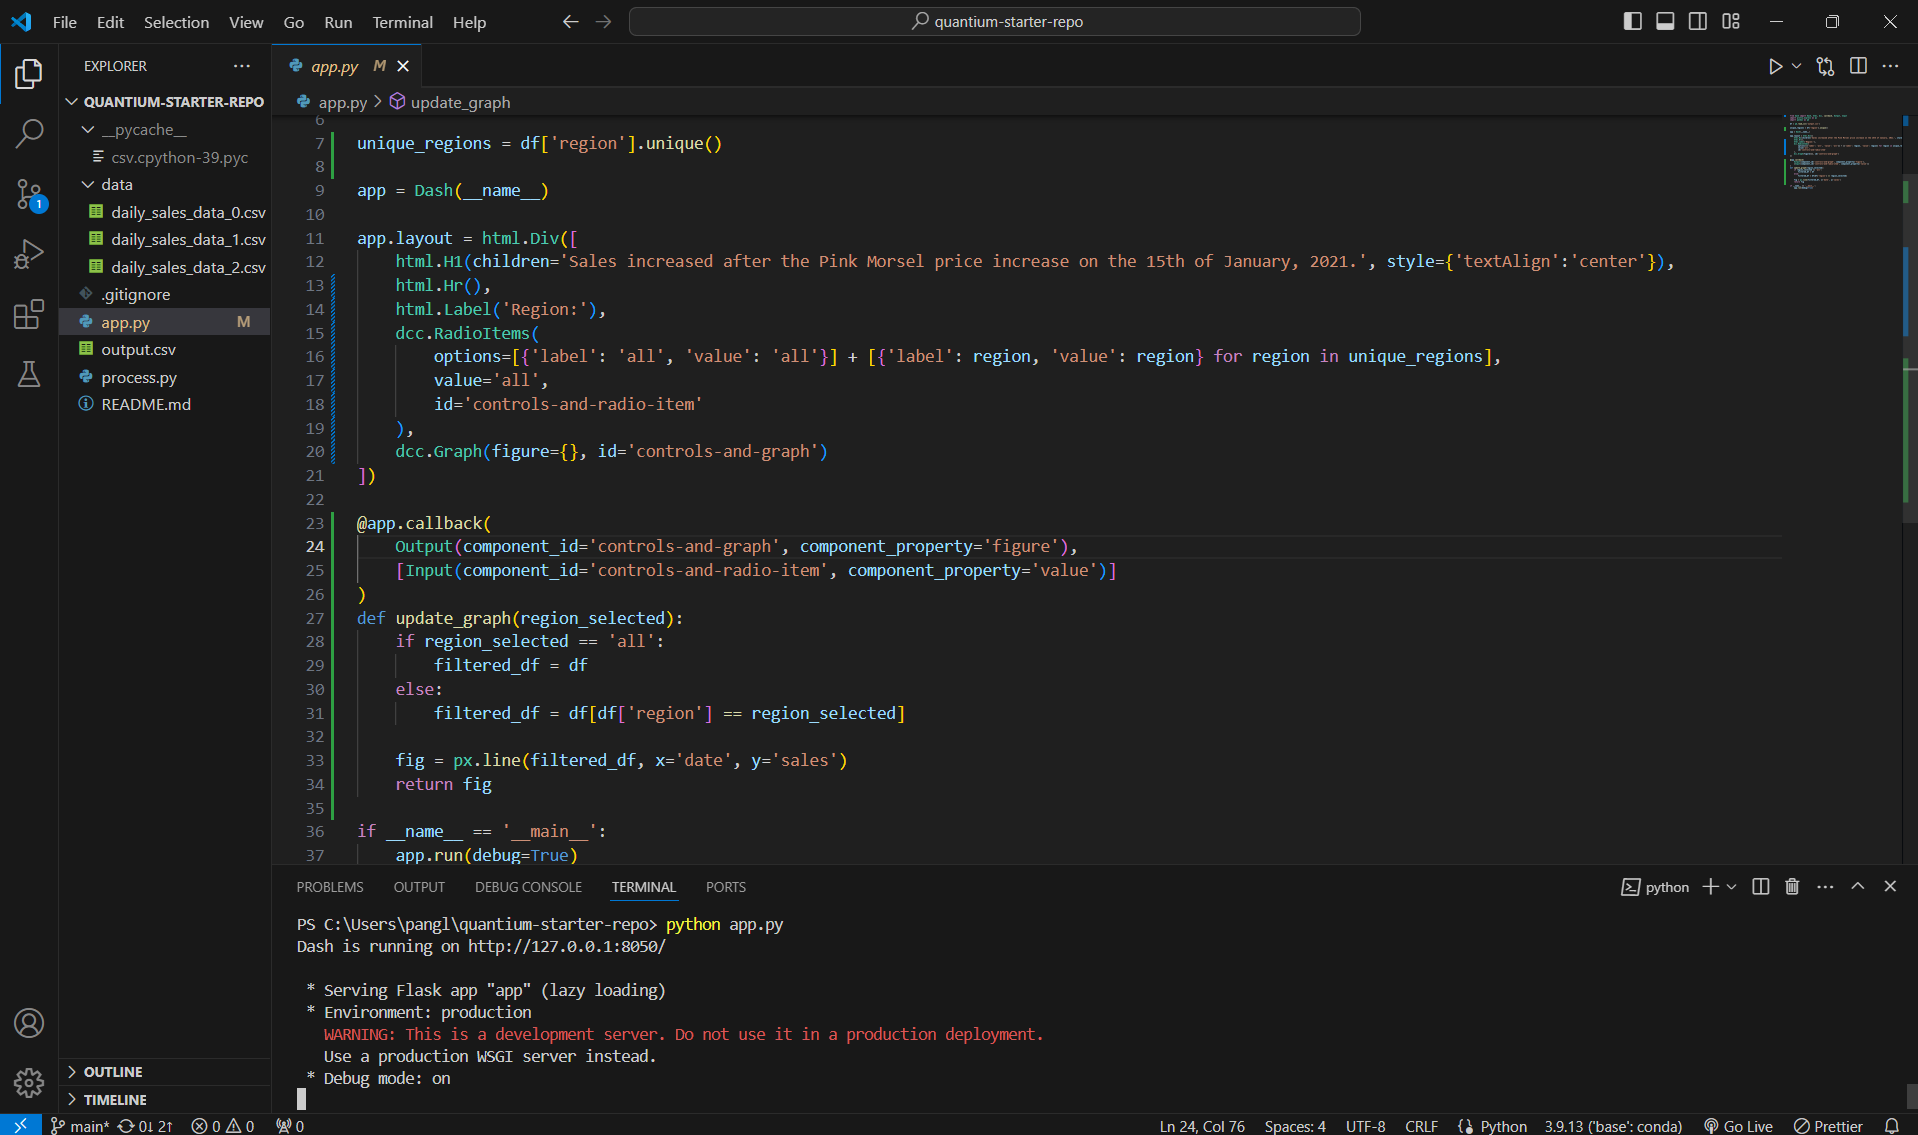 File Edit Selection View Go Run Terminal Help
quantium-starter-repo
EXPLORER
QUANTIUM-STARTER-REPO
__pycache__
csv.cpython-39.pyc
data
daily_sales_data_0.csv
daily_sales_data_1.csv
daily_sales_data_2.csv
.gitignore
app.py M
output.csv
process.py
README.md
OUTLINE
TIMELINE
1
app.py M
app.py > update_graph
6
7 unique_regions = df['region'].unique()
8
9 app = Dash(__name__)
10
11 app.layout = html.Div([
12 html.H1(children='Sales increased after the Pink Morsel price increase on the 15th of January, 2021.', style={'textAlign':'center'}),
13 html.Hr(),
14 html.Label('Region:'),
15 dcc.RadioItems(
16 options=[{'label': 'all', 'value': 'all'}] + [{'label': region, 'value': region} for region in unique_regions],
17 value='all',
18 id='controls-and-radio-item'
19 ),
20 dcc.Graph(figure={}, id='controls-and-graph')
21 ])
22
23 @app.callback(
24 Output(component_id='controls-and-graph', component_property='figure'),
25 [Input(component_id='controls-and-radio-item', component_property='value')]
26 )
27 def update_graph(region_selected):
28 if region_selected == 'all':
29 filtered_df = df
30 else:
31 filtered_df = df[df['region'] == region_selected]
32
33 fig = px.line(filtered_df, x='date', y='sales')
34 return fig
35
36 if __name__ == '__main__':
37 app.run(debug=True)
PROBLEMS OUTPUT DEBUG CONSOLE TERMINAL PORTS
python
PS C:\Users\pangl\quantium-starter-repo> python app.py
Dash is running on http://127.0.0.1:8050/
* Serving Flask app "app" (lazy loading)
* Environment: production
WARNING: This is a development server. Do not use it in a production deployment.
Use a production WSGI server instead.
* Debug mode: on
main* 0↓ 2↑ 0 0 0
Ln 24, Col 76 Spaces: 4 UTF-8 CRLF Python 3.9.13 ('base': conda) Go Live Prettier